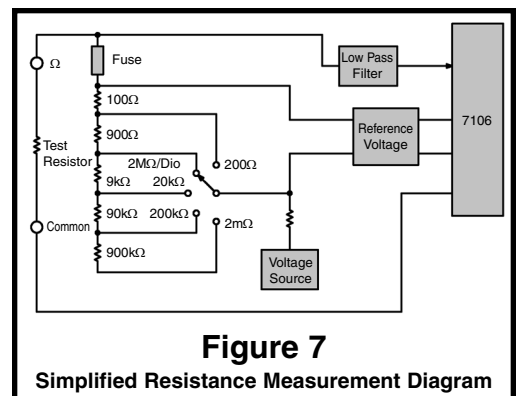 Ω
Fuse
Low Pass
Filter
7106
100Ω
900Ω
Reference
Voltage
Test
Resistor
2MΩ/Dio
200Ω
9kΩ
20kΩ
90kΩ
200kΩ
2mΩ
Common
900kΩ
Voltage
Source
Figure 7
Simplified Resistance Measurement Diagram